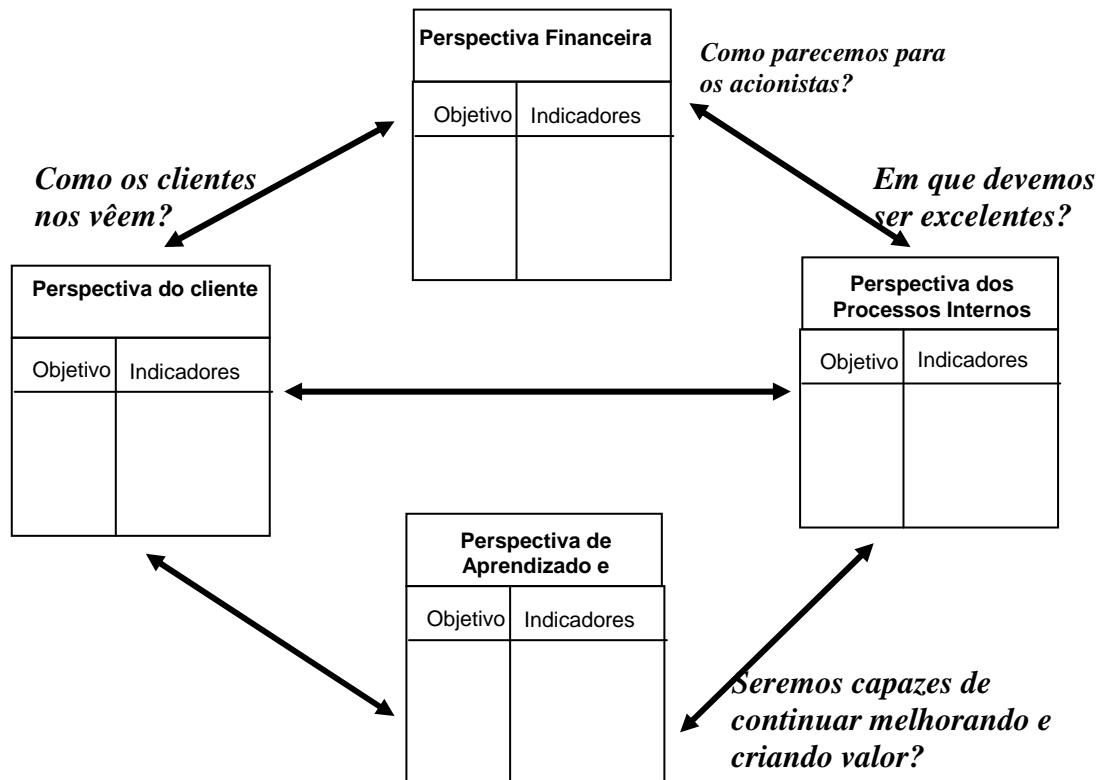 Perspectiva Financeira
Como parecemos para
os acionistas?
Objetivo Indicadores
Como os clientes
nos vêem?
Em que devemos
ser excelentes?
Perspectiva do cliente
Objetivo Indicadores
Perspectiva dos
Processos Internos
Objetivo Indicadores
Perspectiva de
Aprendizado e
Objetivo Indicadores
Seremos capazes de
continuar melhorando e
criando valor?